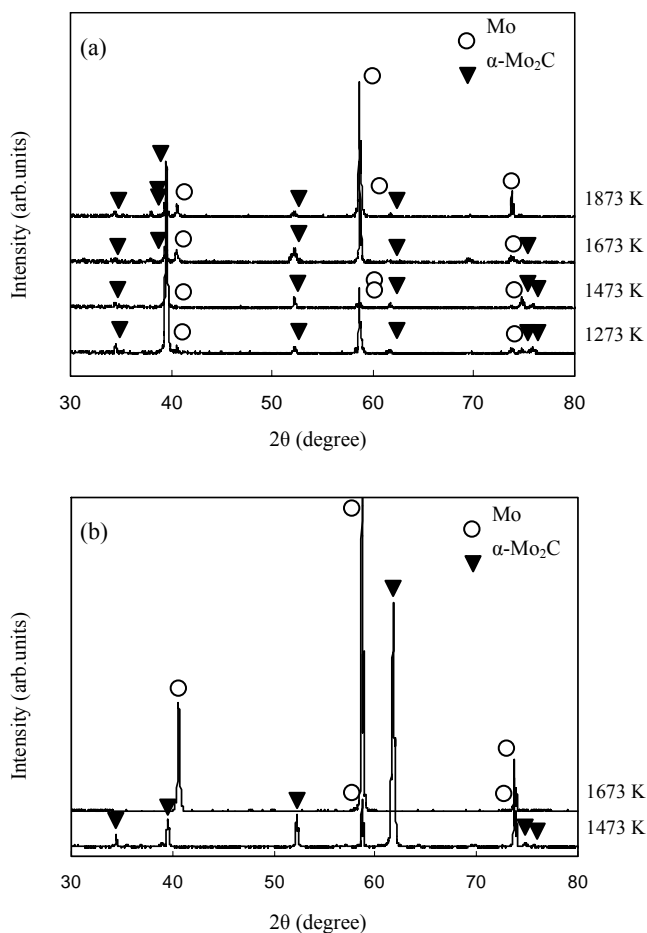 (a)
Mo
α-Mo₂C
Intensity (arb.units)
1873 K
1673 K
1473 K
1273 K
30 40 50 60 70 80
2θ (degree)
(b)
Mo
α-Mo₂C
Intensity (arb.units)
1673 K
1473 K
30 40 50 60 70 80
2θ (degree)